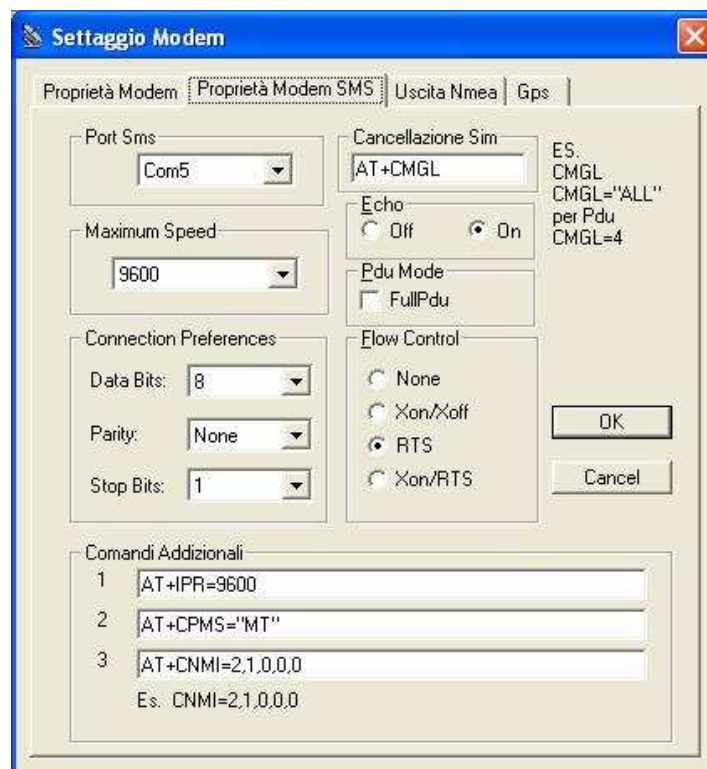 Settaggio Modem
Proprietà Modem
Proprietà Modem SMS
Uscita Nmea
Gps
Port Sms
Com5
Maximum Speed
9600
Connection Preferences
Data Bits: 8
Parity: None
Stop Bits: 1
Cancellazione Sim
AT+CMGL
Echo
Off
On
Pdu Mode
FullPdu
Flow Control
None
Xon/Xoff
RTS
Xon/RTS
ES.
CMGL
CMGL="ALL"
per Pdu
CMGL=4
OK
Cancel
Comandi Addizionali
1 AT+IPR=9600
2 AT+CPMS="MT"
3 AT+CNMI=2,1,0,0,0
Es. CNMI=2,1,0,0,0